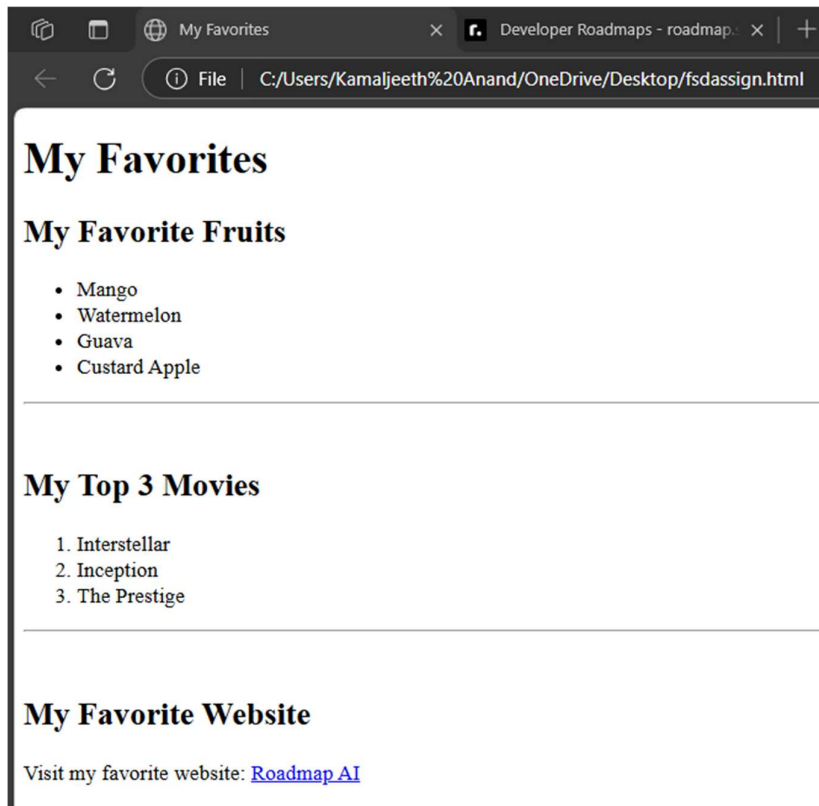 My Favorites
Developer Roadmaps - roadmap.
File
C:/Users/Kamaljeeth%20Anand/OneDrive/Desktop/fsdassign.html
My Favorites
My Favorite Fruits
• Mango
• Watermelon
• Guava
• Custard Apple
My Top 3 Movies
1. Interstellar
2. Inception
3. The Prestige
My Favorite Website
Visit my favorite website: Roadmap AI